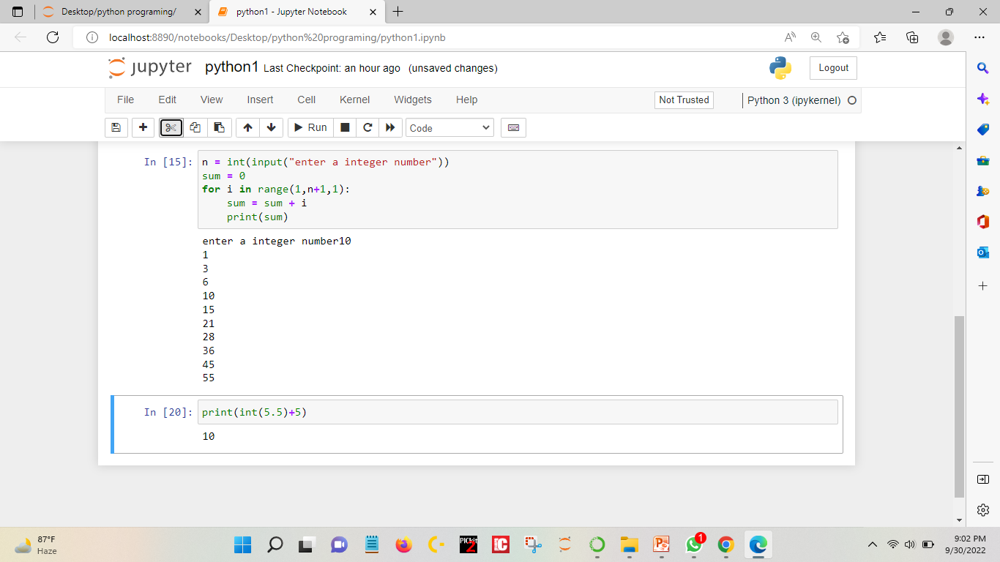 Desktop/python programing/
python1 - Jupyter Notebook
localhost:8890/notebooks/Desktop/python%20programing/python1.ipynb
jupyter python1 Last Checkpoint: an hour ago (unsaved changes)
Logout
File Edit View Insert Cell Kernel Widgets Help
Not Trusted
Python 3 (ipykernel)
Run
Code
In [15]: n = int(input("enter a integer number"))
sum = 0
for i in range(1,n+1,1):
    sum = sum + i
    print(sum)
enter a integer number10
1
3
6
10
15
21
28
36
45
55
In [20]: print(int(5.5)+5)
10
87°F
Haze
PICkit
2
iC
1
9:02 PM
9/30/2022